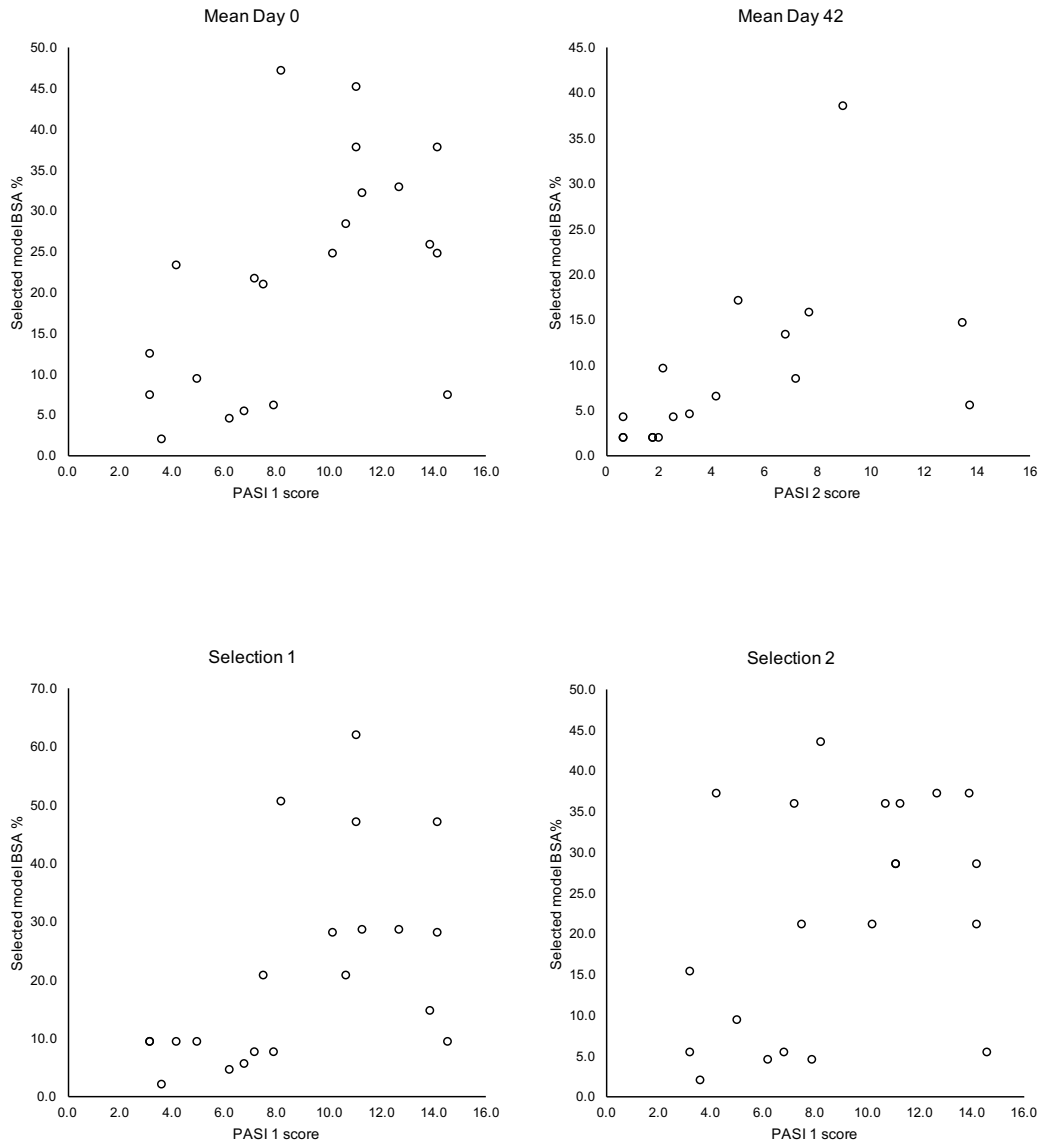 Mean Day 0
50.0
45.0
40.0
35.0
30.0
25.0
20.0
15.0
10.0
5.0
0.0
Selected model BSA %
0.0 2.0 4.0 6.0 8.0 10.0 12.0 14.0 16.0
PASI 1 score
Mean Day 42
45.0
40.0
35.0
30.0
25.0
20.0
15.0
10.0
5.0
0.0
Selected model BSA %
0 2 4 6 8 10 12 14 16
PASI 2 score
Selection 1
70.0
60.0
50.0
40.0
30.0
20.0
10.0
0.0
Selected model BSA %
0.0 2.0 4.0 6.0 8.0 10.0 12.0 14.0 16.0
PASI 1 score
Selection 2
50.0
45.0
40.0
35.0
30.0
25.0
20.0
15.0
10.0
5.0
0.0
Selected model BSA%
0.0 2.0 4.0 6.0 8.0 10.0 12.0 14.0 16.0
PASI 1 score